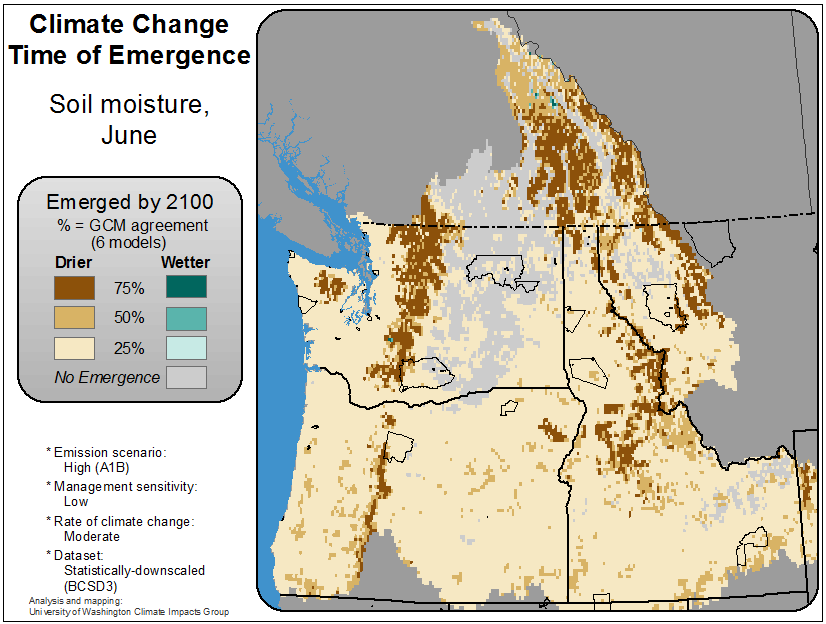 Climate Change
Time of Emergence
Soil moisture,
June
Emerged by 2100
% = GCM agreement
(6 models)
Drier Wetter
75%
50%
25%
No Emergence
* Emission scenario:
High (A1B)
* Management sensitivity:
Low
* Rate of climate change:
Moderate
* Dataset:
Statistically-downscaled
(BCSD3)
Analysis and mapping:
University of Washington Climate Impacts Group